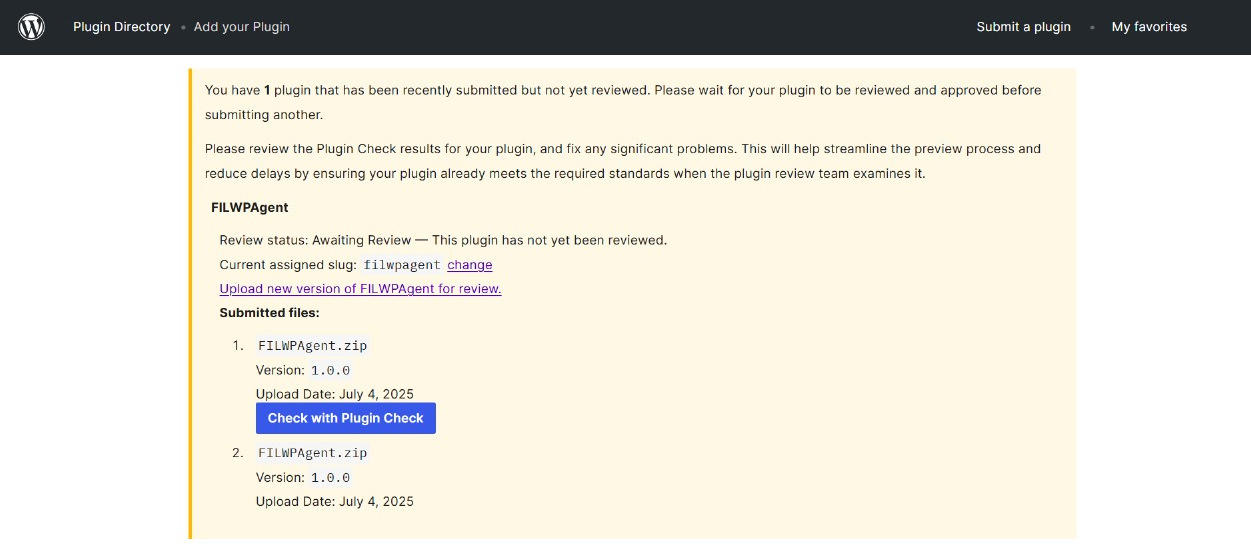 Plugin Directory • Add your Plugin Submit a plugin • My favorites
You have 1 plugin that has been recently submitted but not yet reviewed. Please wait for your plugin to be reviewed and approved before
submitting another.
Please review the Plugin Check results for your plugin, and fix any significant problems. This will help streamline the preview process and
reduce delays by ensuring your plugin already meets the required standards when the plugin review team examines it.
FILWPAgent
Review status: Awaiting Review — This plugin has not yet been reviewed.
Current assigned slug: filwpagent change
Upload new version of FILWPAgent for review.
Submitted files:
1. FILWPAgent.zip
Version: 1.0.0
Upload Date: July 4, 2025
Check with Plugin Check
2. FILWPAgent.zip
Version: 1.0.0
Upload Date: July 4, 2025